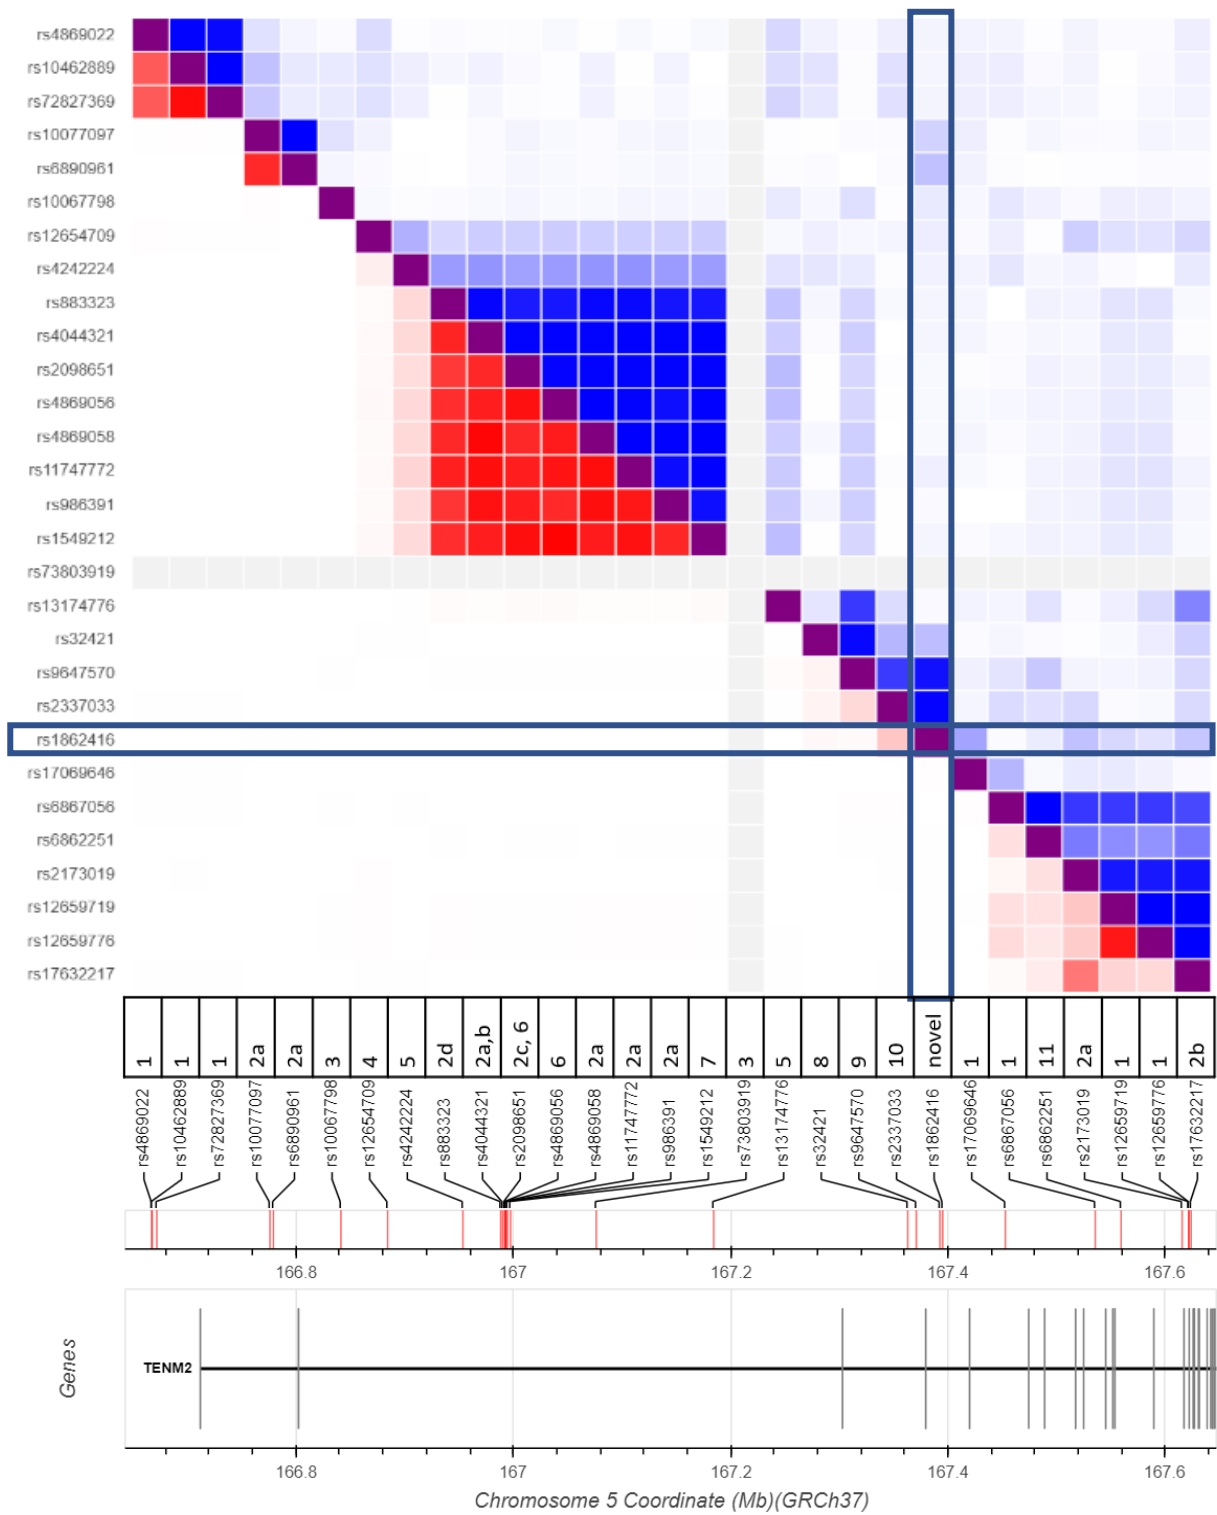 rs4869022
rs10462889
rs72827369
rs10077097
rs6890961
rs10067798
rs12654709
rs4242224
rs883323
rs4044321
rs2098651
rs4869056
rs4869058
rs11747772
rs986391
rs1549212
rs73803919
rs13174776
rs32421
rs9647570
rs2337033
rs1862416
rs17069646
rs6867056
rs6862251
rs2173019
rs12659719
rs12659776
rs17632217
1 1 1 2a 2a 3 4 5 2d 2a,b 2c, 6 6 2a 2a 2a 7 3 5 8 9 10 novel 1 1 11 2a 1 1 2b
rs4869022 rs10462889 rs72827369 rs10077097 rs6890961 rs10067798 rs12654709 rs4242224 rs883323 rs4044321 rs2098651 rs4869056 rs4869058 rs11747772 rs986391 rs1549212 rs73803919 rs13174776 rs32421 rs9647570 rs2337033 rs1862416 rs17069646 rs6867056 rs6862251 rs2173019 rs12659719 rs12659776 rs17632217
166.8 167 167.2 167.4 167.6
Genes
TENM2
166.8 167 167.2 167.4 167.6
Chromosome 5 Coordinate (Mb)(GRCh37)